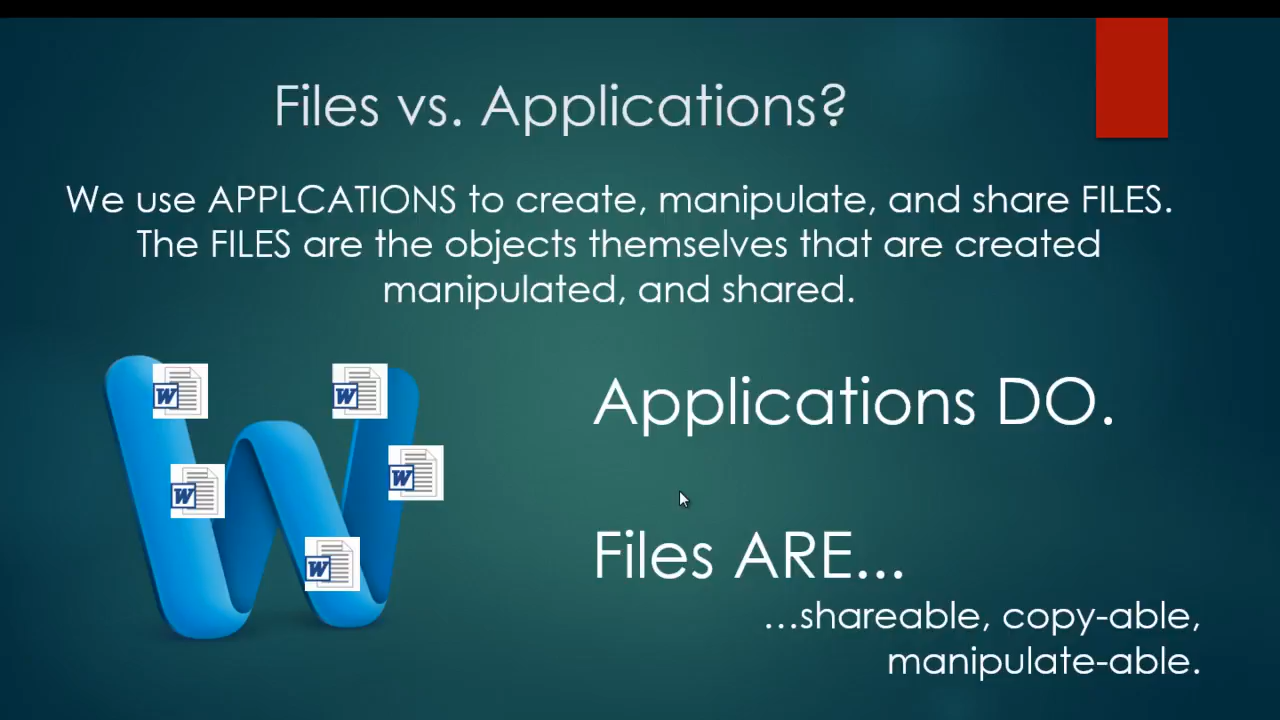 Files vs. Applications?
We use APPLCATIONS to create, manipulate, and share FILES.
The FILES are the objects themselves that are created
manipulated, and shared.
W
W
W
W
W
W
Applications DO.
Files ARE...
...shareable, copy-able,
manipulate-able.